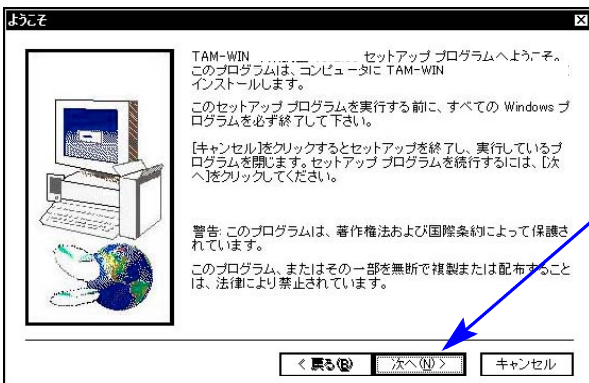 ようこそ
TAM-WIN セットアップ プログラムへようこそ。
このプログラムは、コンピュータに TAM-WIN
インストールします。
このセットアップ プログラムを実行する前に、すべての Windows プ
ログラムを必ず終了して下さい。
[キャンセル]をクリックするとセットアップを終了し、実行しているプ
ログラムを閉じます。セットアップ プログラムを続行するには、[次
へ]をクリックしてください。
警告: このプログラムは、著作権法および国際条約によって保護さ
れています。
このプログラム、またはその一部を無断で複製または配布すること
は、法律により禁止されています。
< 戻る(B) 次へ(N) > キャンセル